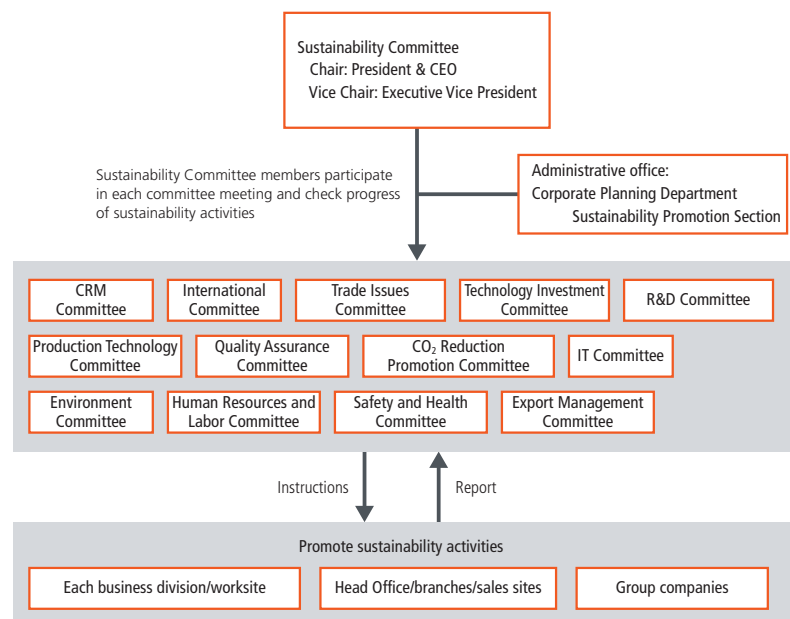 Sustainability Committee
Chair: President & CEO
Vice Chair: Executive Vice President
Sustainability Committee members participate
in each committee meeting and check progress
of sustainability activities
Administrative office:
Corporate Planning Department
Sustainability Promotion Section
CRM
Committee
International
Committee
Trade Issues
Committee
Technology Investment
Committee
R&D Committee
Production Technology
Committee
Quality Assurance
Committee
CO₂ Reduction
Promotion Committee
IT Committee
Environment
Committee
Human Resources and
Labor Committee
Safety and Health
Committee
Export Management
Committee
Instructions
Report
Promote sustainability activities
Each business division/worksite
Head Office/branches/sales sites
Group companies